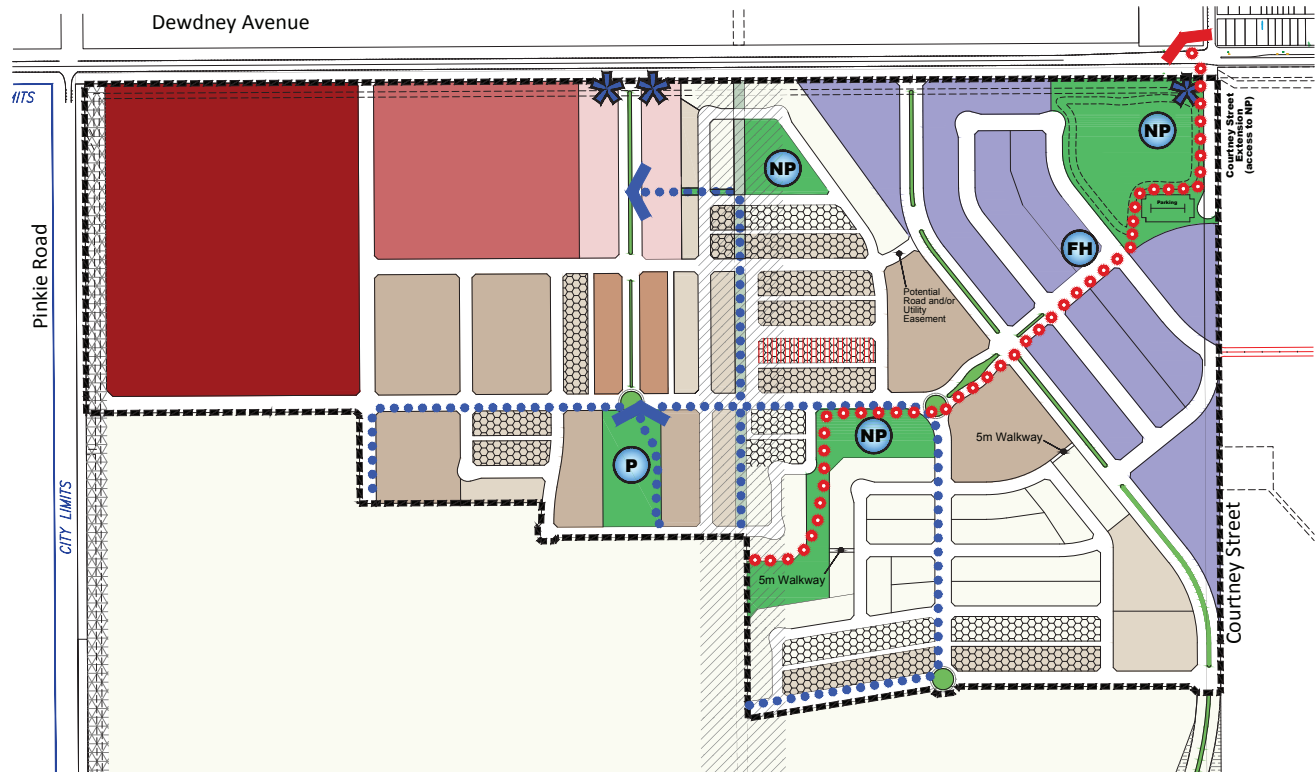 Dewdney Avenue
MITS
NP
NP
Courtney Street
Extension
(access to NP)
Parking
Pinkie Road
FH
Potential
Road and/or
Utility
Easement
NP
5m Walkway
P
CITY LIMITS
5m Walkway
Courtney Street